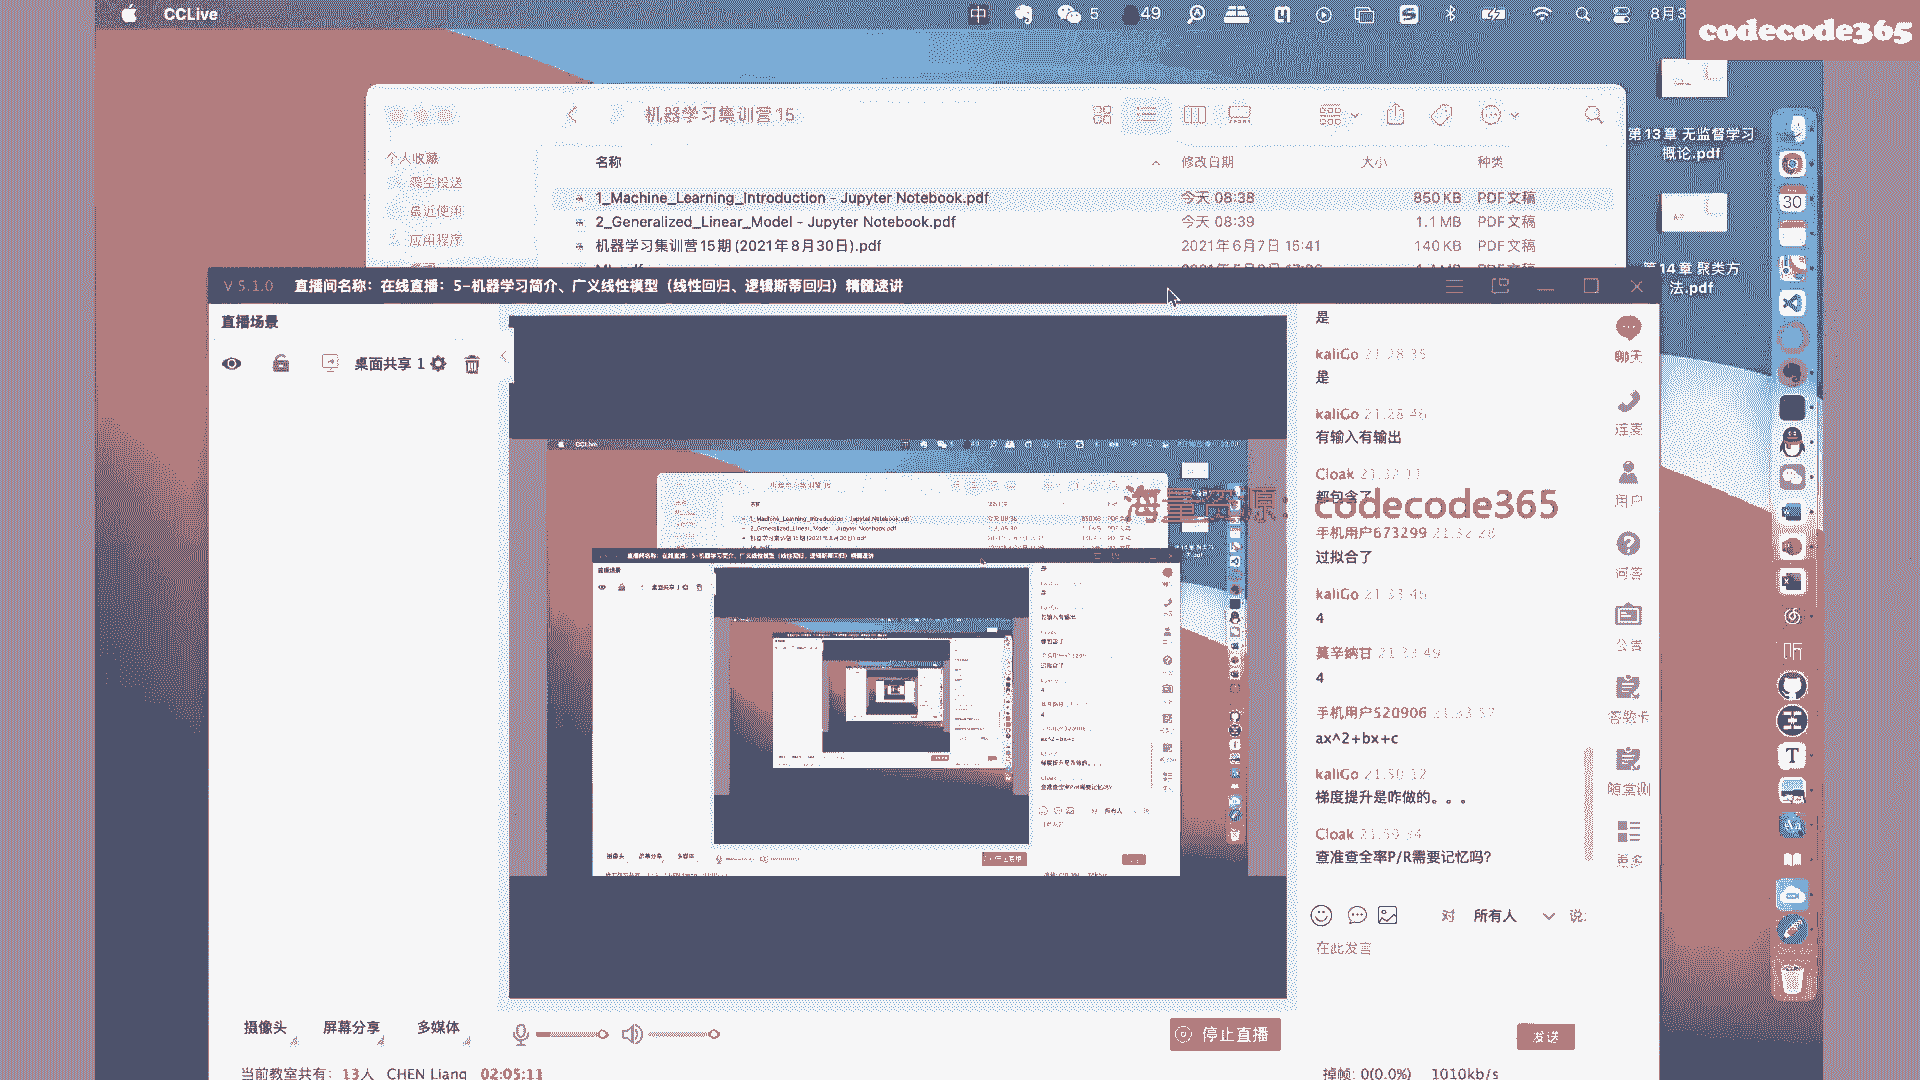 CCLive
5
49
8月3
codecode365
机器学习集训营15
个人收藏
隔空投送
最近使用
应用程序
名称
修改日期
大小
种类
1_Machine_Learning_Introduction - Jupyter Notebook.pdf
今天 08:38
850 KB
PDF文稿
2_Generalized_Linear_Model - Jupyter Notebook.pdf
今天 08:39
1.1 MB
PDF文稿
机器学习集训营15期 (2021年8月30日).pdf
2021年6月7日 15:41
140 KB
PDF文稿
第13章 无监督学习
概论.pdf
第14章 聚类方
法.pdf
30
V 5.1.0
直播间名称：在线直播：5-机器学习简介、广义线性模型（线性回归、逻辑斯蒂回归）精髓速讲
直播场景
桌面共享 1
是
kaliGo 21:28:35
是
kaliGo 21:28:46
有输入有输出
Cloak 21:32:11
都包含了
海量资源：codecode365
手机用户673299 21:32:26
过拟合了
kaliGo 21:33:46
4
莫辛纳甘 21:33:49
4
手机用户520906 21:33:57
ax^2+bx+c
kaliGo 21:50:12
梯度提升是咋做的。。。
Cloak 21:59:34
查准查全率P/R需要记忆吗?
聊天
连麦
用户
问答
公告
答题卡
随堂测
更多
对 所有人 说:
在此发言
发送
摄像头
屏幕分享
多媒体
停止直播
当前教室共有: 13人 CHEN Liang 02:05:11
掉帧: 0(0.0%) 1010kb/s